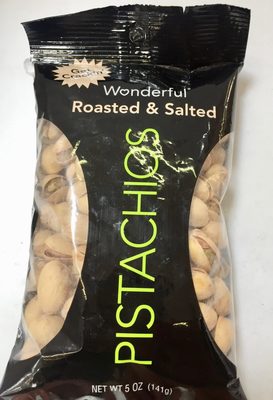 Get
Crackin'
Wonderful
Roasted & Salted
PISTACHIOS
NET WT 5 OZ (141g)